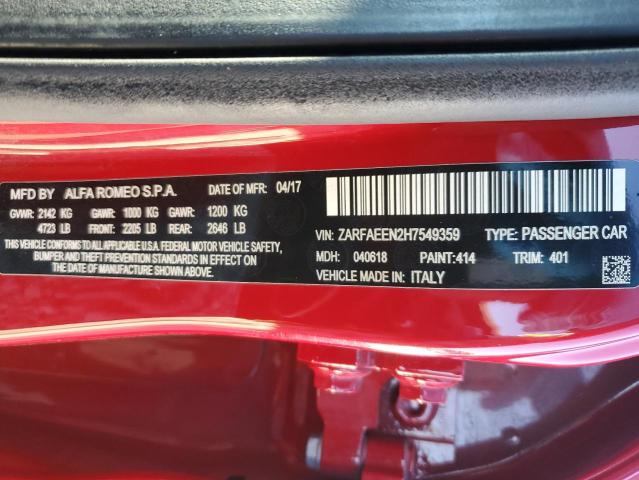 MFD BY ALFA ROMEO S.P.A. DATE OF MFR: 04/17
GVWR: 2142 KG GAWR: 1000 KG GAWR: 1200 KG
4723 LB FRONT: 2205 LB REAR: 2646 LB
THIS VEHICLE CONFORMS TO ALL APPLICABLE FEDERAL MOTOR VEHICLE SAFETY,
BUMPER AND THEFT PREVENTION STANDARDS IN EFFECT ON
THE DATE OF MANUFACTURE SHOWN ABOVE.
VIN: ZARFAEEN2H7549359 TYPE: PASSENGER CAR
MDH: 040618 PAINT:414 TRIM: 401
VEHICLE MADE IN: ITALY